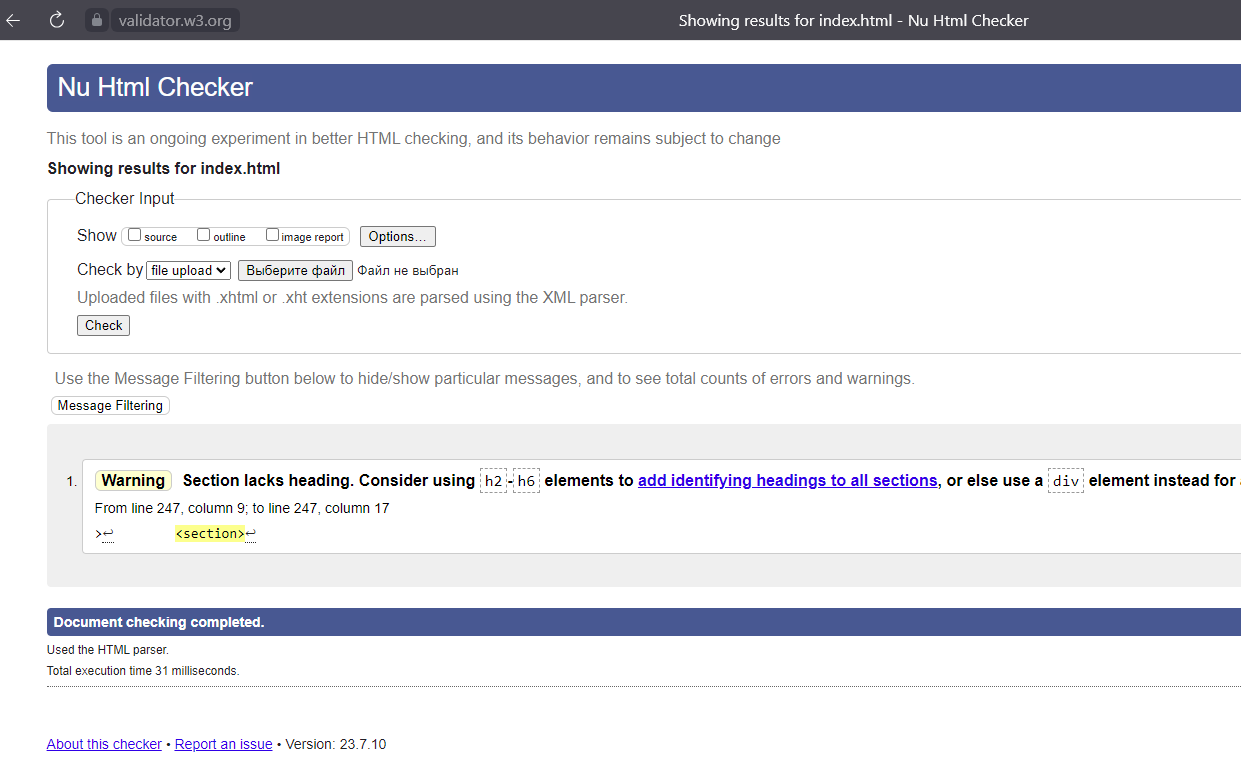 validator.w3.org
Showing results for index.html - Nu Html Checker
Nu Html Checker
This tool is an ongoing experiment in better HTML checking, and its behavior remains subject to change
Showing results for index.html
Checker Input
Show source outline image report Options...
Check by file upload Выберите файл Файл не выбран
Uploaded files with .xhtml or .xht extensions are parsed using the XML parser.
Check
Use the Message Filtering button below to hide/show particular messages, and to see total counts of errors and warnings.
Message Filtering
1. Warning Section lacks heading. Consider using h2-h6 elements to add identifying headings to all sections, or else use a div element instead for
From line 247, column 9; to line 247, column 17
>↩ <section>↩
Document checking completed.
Used the HTML parser.
Total execution time 31 milliseconds.
About this checker • Report an issue • Version: 23.7.10